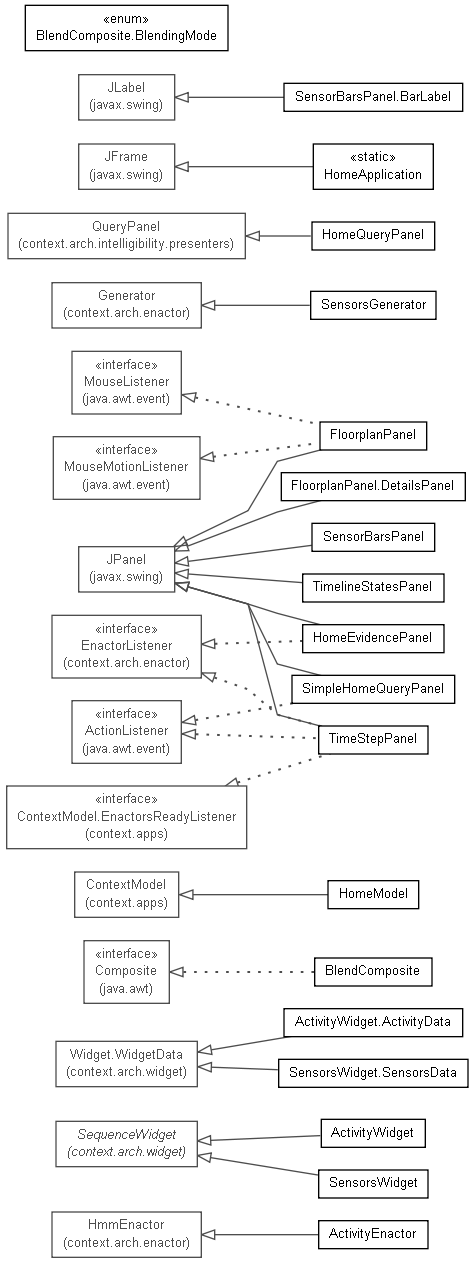 «enum»
BlendComposite.BlendingMode
JLabel
(javax.swing)
SensorBarsPanel.BarLabel
JFrame
(javax.swing)
«static»
HomeApplication
QueryPanel
(context.arch.intelligibility.presenters)
HomeQueryPanel
Generator
(context.arch.enactor)
SensorsGenerator
«interface»
MouseListener
(java.awt.event)
FloorplanPanel
«interface»
MouseMotionListener
(java.awt.event)
FloorplanPanel.DetailsPanel
SensorBarsPanel
JPanel
(javax.swing)
TimelineStatesPanel
«interface»
EnactorListener
(context.arch.enactor)
HomeEvidencePanel
SimpleHomeQueryPanel
«interface»
ActionListener
(java.awt.event)
TimeStepPanel
«interface»
ContextModel.EnactorsReadyListener
(context.apps)
ContextModel
(context.apps)
HomeModel
«interface»
Composite
(java.awt)
BlendComposite
ActivityWidget.ActivityData
Widget.WidgetData
(context.arch.widget)
SensorsWidget.SensorsData
SequenceWidget
(context.arch.widget)
ActivityWidget
SensorsWidget
HmmEnactor
(context.arch.enactor)
ActivityEnactor